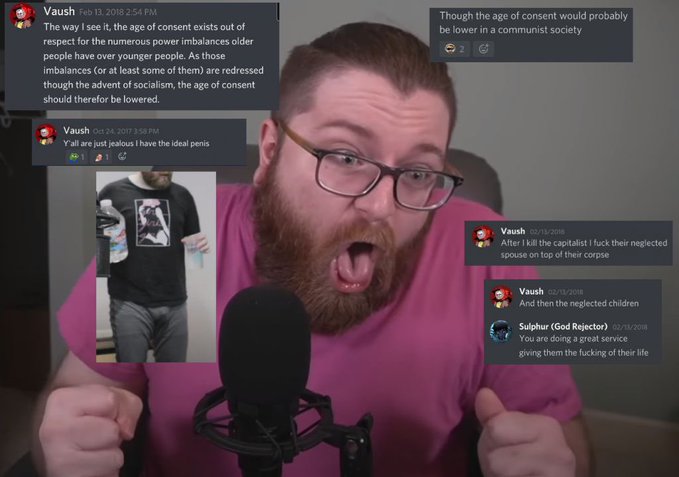 Vaush Feb 13, 2018 2:54 PM
The way I see it, the age of consent exists out of
respect for the numerous power imbalances older
people have over younger people. As those
imbalances (or at least some of them) are redressed
though the advent of socialism, the age of consent
should therefor be lowered.
Though the age of consent would probably
be lower in a communist society
2
Vaush Oct 24, 2017 3:58 PM
Y'all are just jealous I have the ideal penis
1 1
Vaush 02/13/2018
After I kill the capitalist I fuck their neglected
spouse on top of their corpse
Vaush 02/13/2018
And then the neglected children
Sulphur (God Rejector) 02/13/2018
You are doing a great service
giving them the fucking of their life